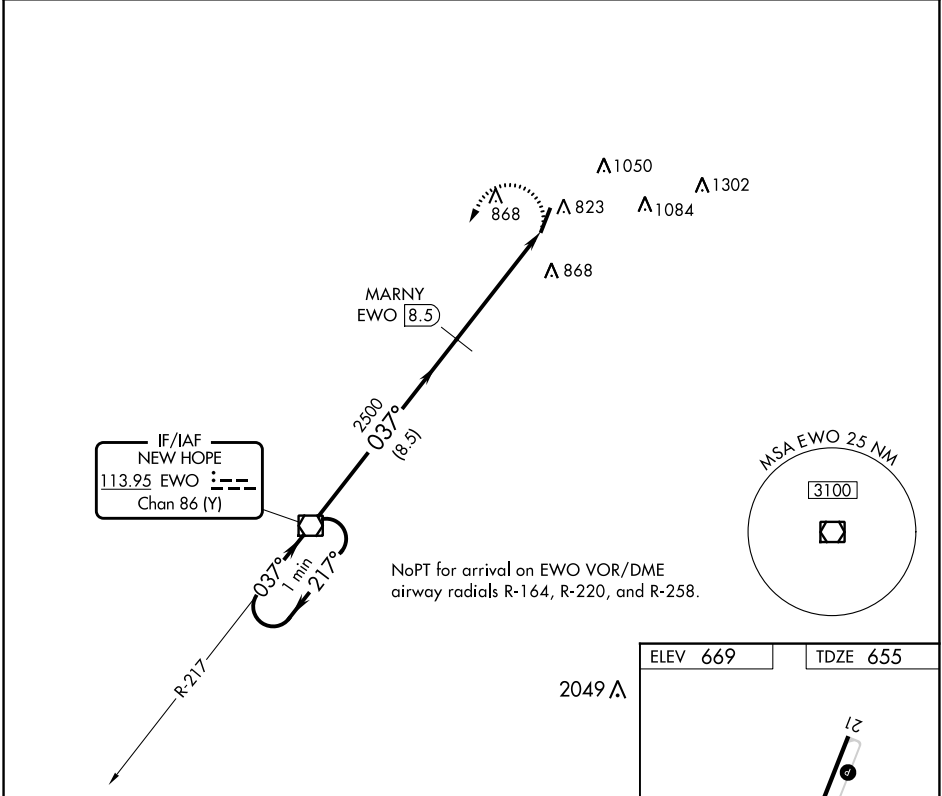 1050
1302
868
823
1084
868
MARNY
EWO 8.5
2500
037°
(8.5)
IF/IAF
NEW HOPE
113.95 EWO
Chan 86 (Y)
MSA EWO 25 NM
3100
037°
1 min
217°
NoPT for arrival on EWO VOR/DME
airway radials R-164, R-220, and R-258.
R-217
ELEV 669
TDZE 655
2049
21
P